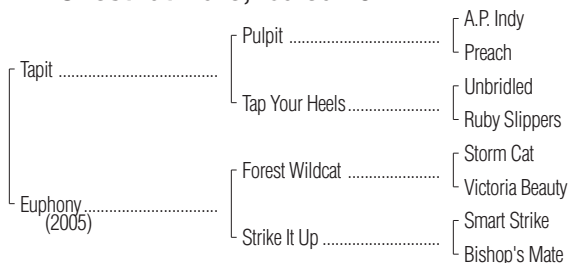 Pulpit
A.P. Indy
Preach
Tapit
Tap Your Heels
Unbridled
Ruby Slippers
Forest Wildcat
Storm Cat
Victoria Beauty
Euphony
(2005)
Strike It Up
Smart Strike
Bishop's Mate